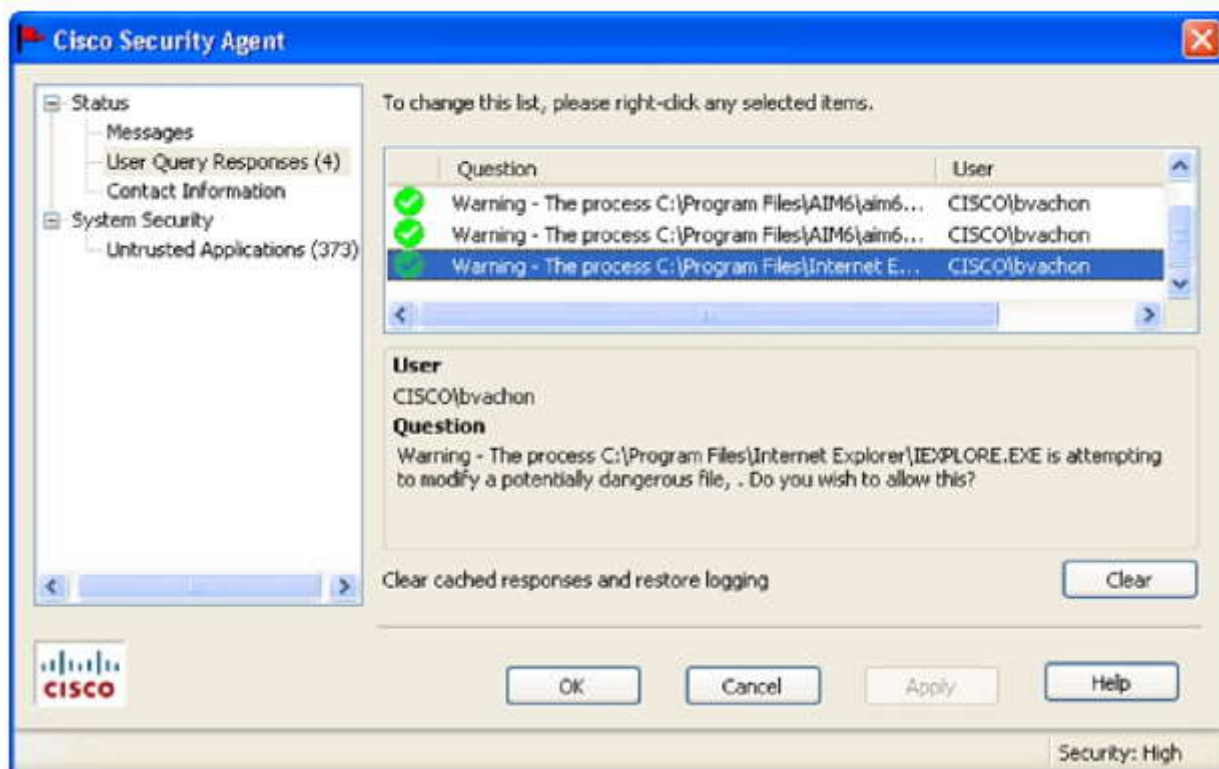 Cisco Security Agent
Status
Messages
User Query Responses (4)
Contact Information
System Security
Untrusted Applications (373)
To change this list, please right-click any selected items.
Question User
Warning - The process C:\Program Files\AIM6\aim6... CISCO\bvachon
Warning - The process C:\Program Files\AIM6\aim6... CISCO\bvachon
Warning - The process C:\Program Files\Internet E... CISCO\bvachon
User
CISCO\bvachon
Question
Warning - The process C:\Program Files\Internet Explorer\IEXPLORE.EXE is attempting
to modify a potentially dangerous file, . Do you wish to allow this?
Clear cached responses and restore logging
Clear
CISCO
OK
Cancel
Apply
Help
Security: High